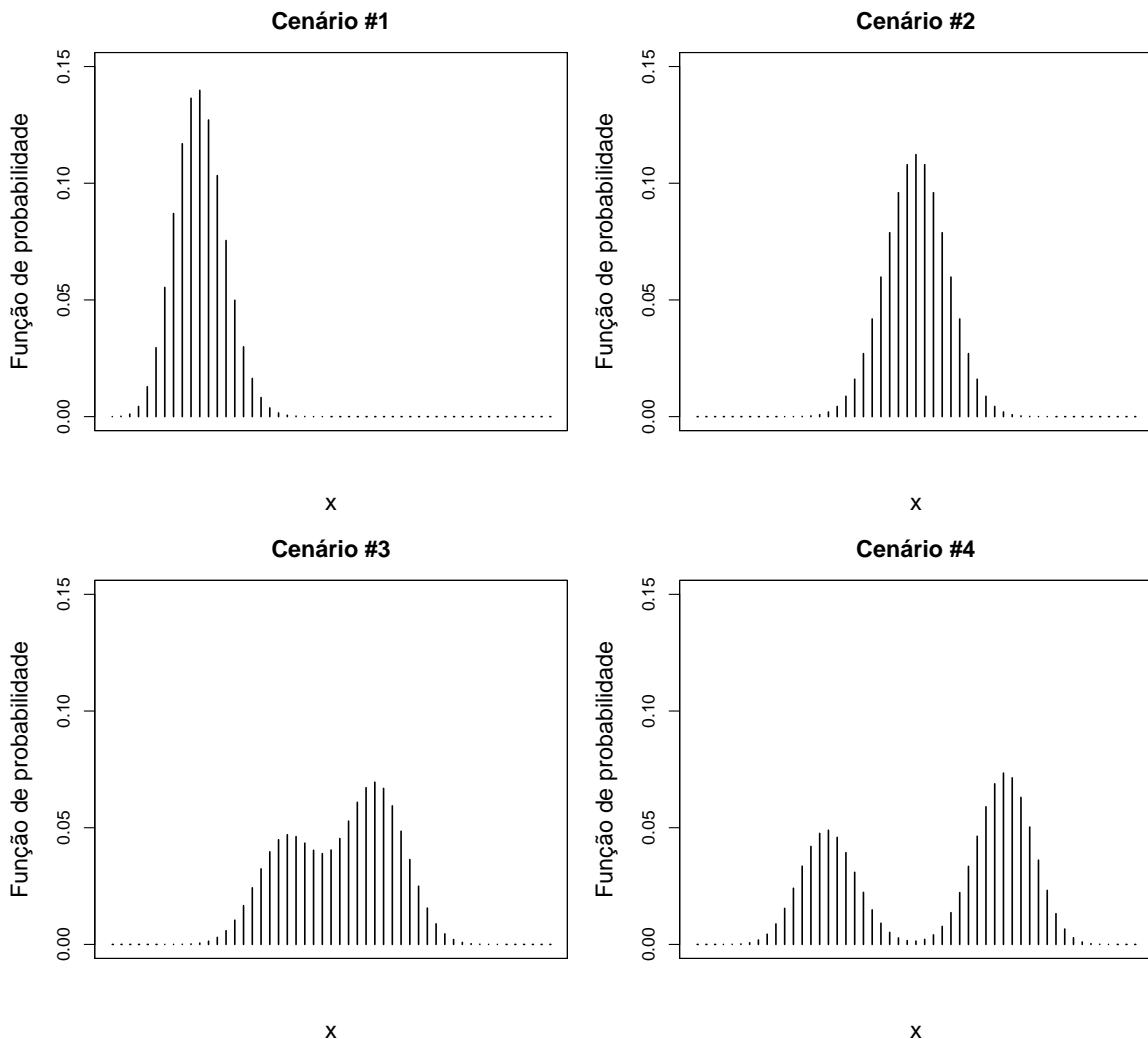 Cenário #1
Função de probabilidade
0.00
0.05
0.10
0.15
x
Cenário #2
Função de probabilidade
0.00
0.05
0.10
0.15
x
Cenário #3
Função de probabilidade
0.00
0.05
0.10
0.15
x
Cenário #4
Função de probabilidade
0.00
0.05
0.10
0.15
x